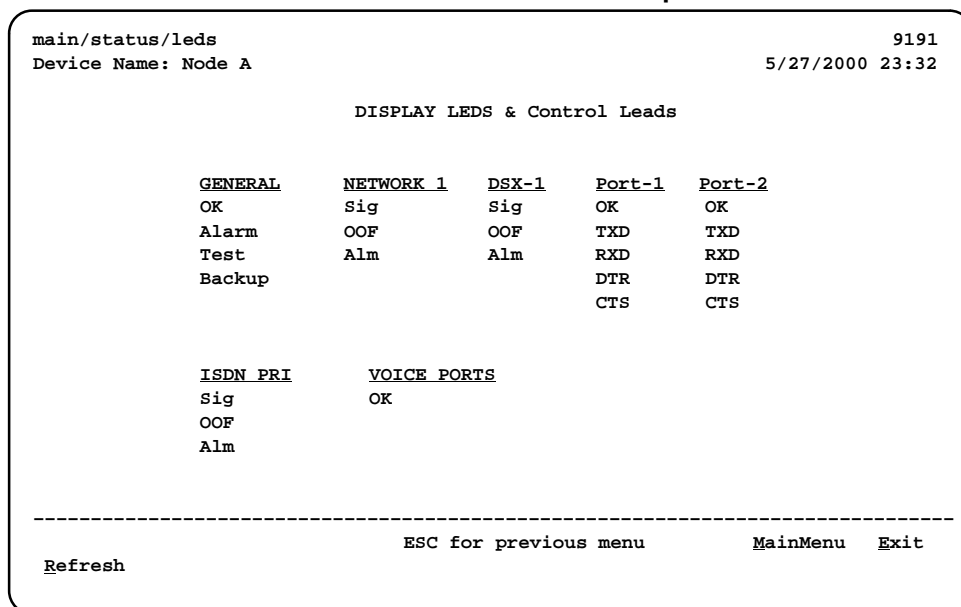 main/status/leds 9191
Device Name: Node A 5/27/2000 23:32
DISPLAY LEDS & Control Leads
GENERAL NETWORK 1 DSX-1 Port-1 Port-2
OK Sig Sig OK OK
Alarm OOF OOF TXD TXD
Test Alm Alm RXD RXD
Backup DTR DTR
CTS CTS
ISDN PRI VOICE PORTS
Sig OK
OOF
Alm
--------------------------------------------------------------------------------
ESC for previous menu MainMenu Exit
Refresh